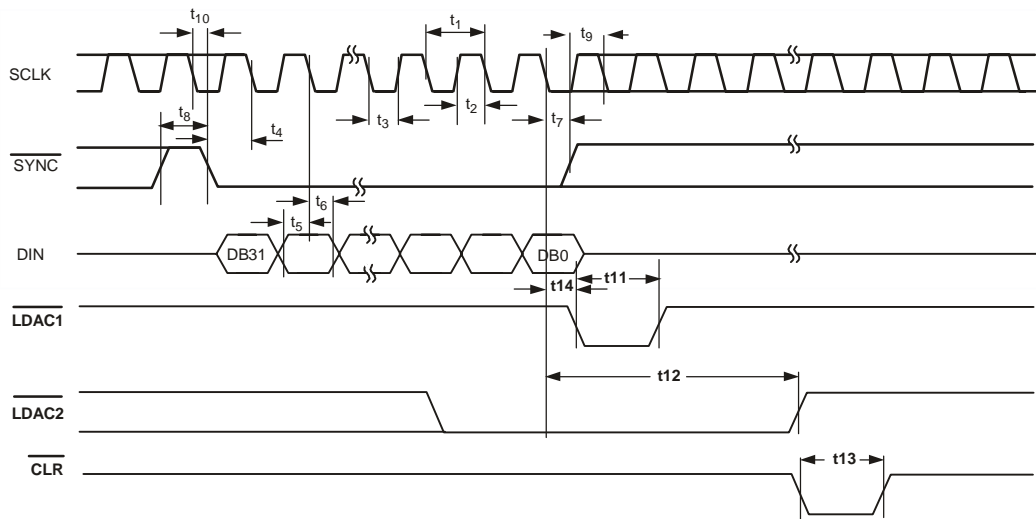 t10
t1
t9
SCLK
t8
t4
t3
t2
t7
SYNC
t6
t5
DIN
DB31
DB0
t14
t11
LDAC1
t12
LDAC2
CLR
t13